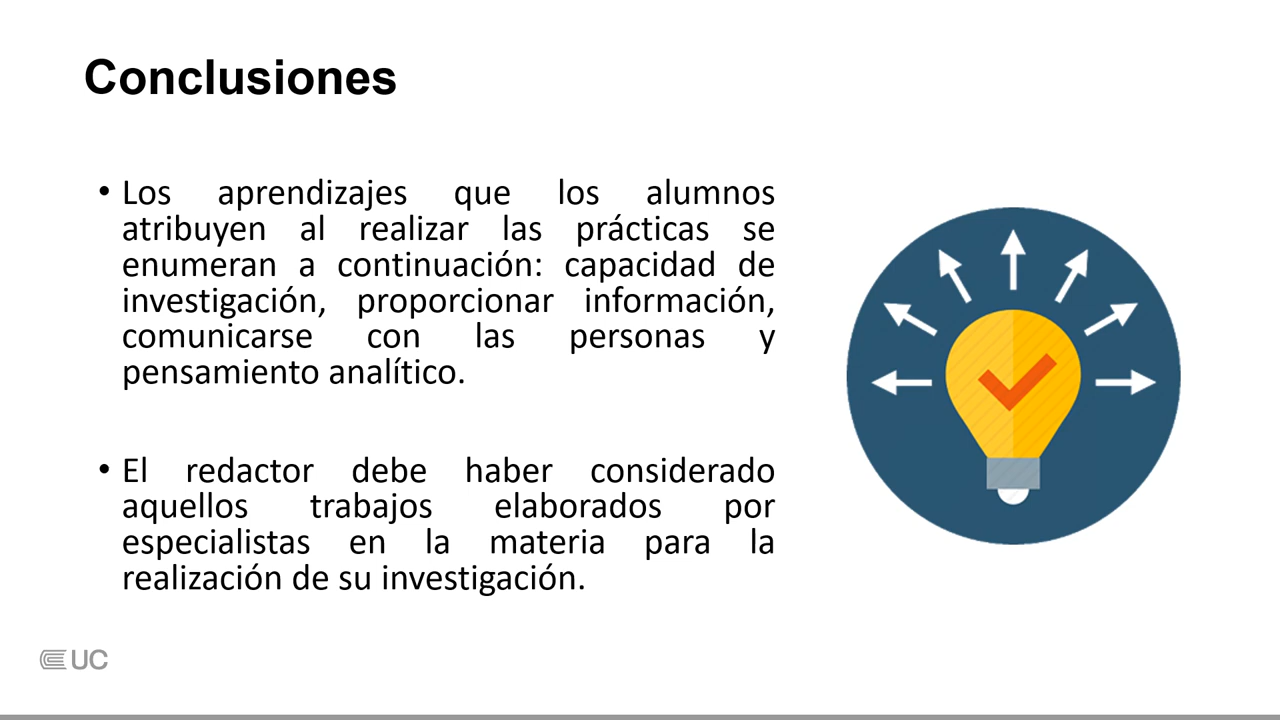 Conclusiones
• Los aprendizajes que los alumnos
atribuyen al realizar las prácticas se
enumeran a continuación: capacidad de
investigación, proporcionar información,
comunicarse con las personas y
pensamiento analítico.
• El redactor debe haber considerado
aquellos trabajos elaborados por
especialistas en la materia para la
realización de su investigación.
UC